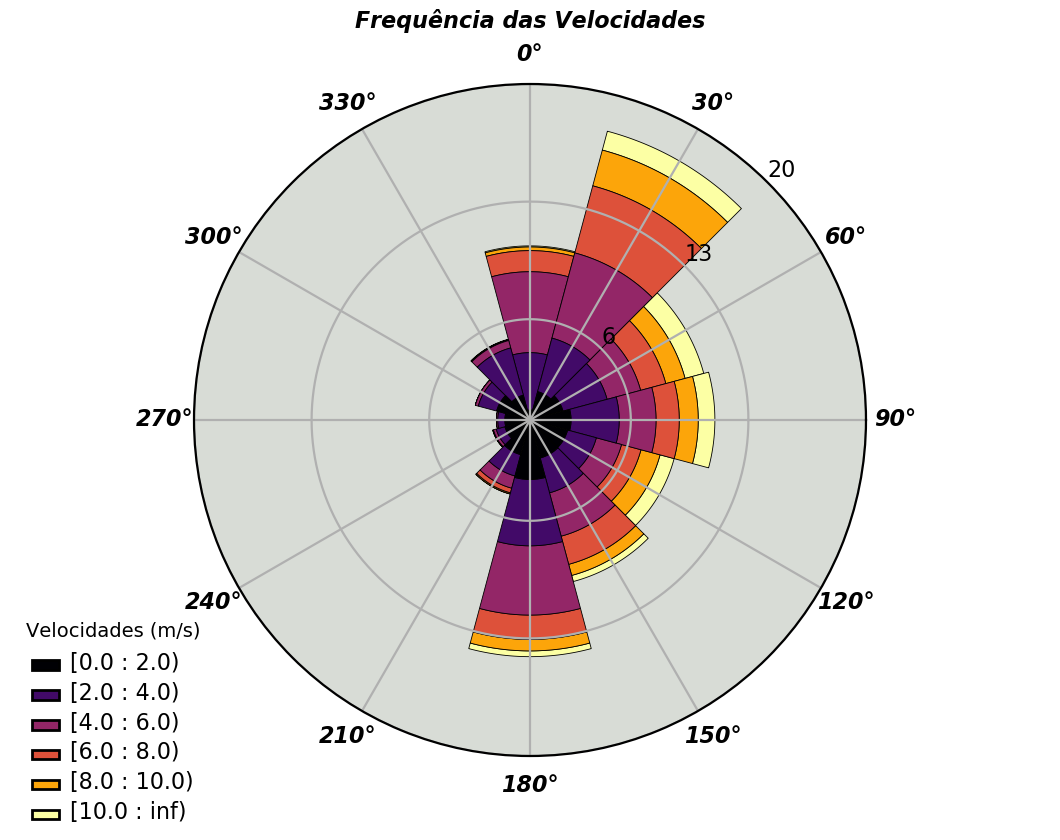 Frequência das Velocidades
0°
330°
30°
20
300°
60°
13
6
270°
90°
240°
120°
210°
150°
180°
Velocidades (m/s)
[0.0 : 2.0)
[2.0 : 4.0)
[4.0 : 6.0)
[6.0 : 8.0)
[8.0 : 10.0)
[10.0 : inf)